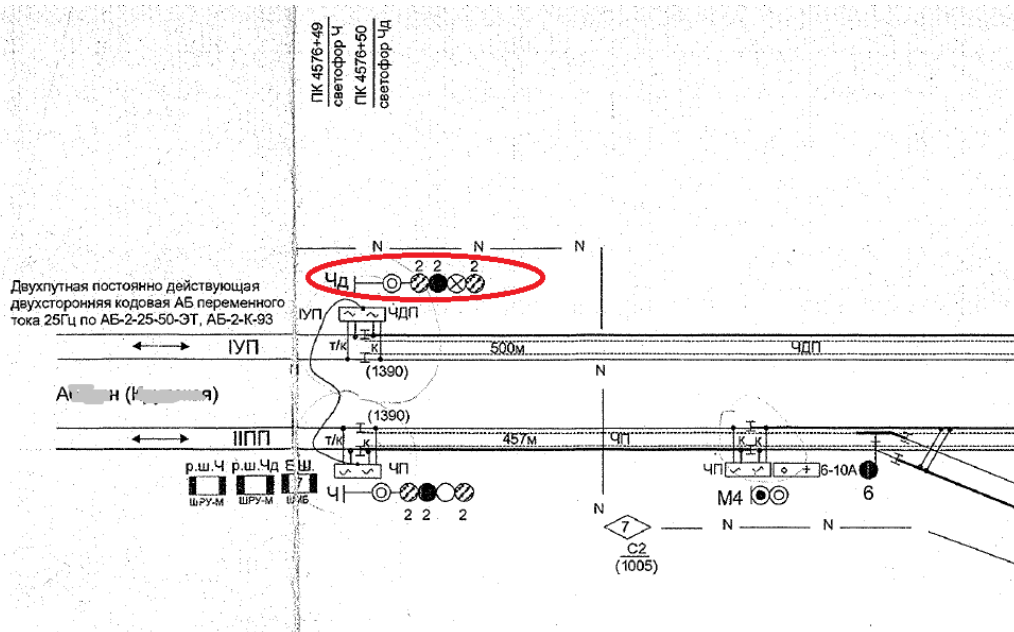 ПК 4576+49
светофор Ч
ПК 4576+50
светофор Чд
N N N
2 2 2
Чд
Двухпутная постоянно действующая
двухсторонняя кодовая АБ переменного
тока 25Гц по АБ-2-25-50-ЭТ, АБ-2-К-93
IУП ЧДП
IУП т/к к 500м ЧДП
(1390)
N
(1390)
IIПП т/к к 457м ЧП
р.ш.Ч р.ш.Чд
ЧП
ЧП к к 6-10А
ШРУ-М ШРУ-М
Ч
М4 6
2 2 2
N
7 N N
С2
(1005)